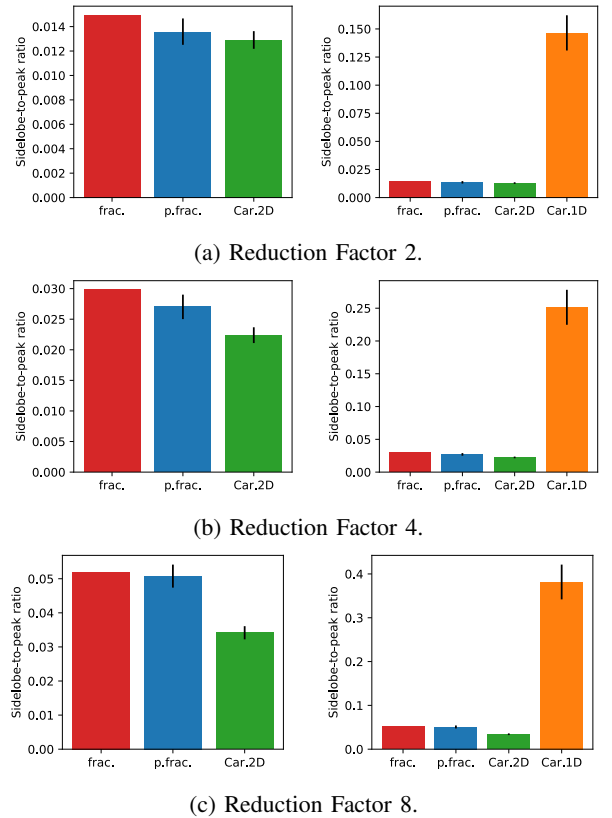 Sidelobe-to-peak ratio
0.014
0.012
0.010
0.008
0.006
0.004
0.002
0.000
frac. p.frac. Car.2D
Sidelobe-to-peak ratio
0.150
0.125
0.100
0.075
0.050
0.025
0.000
frac. p.frac. Car.2D Car.1D
(a) Reduction Factor 2.
Sidelobe-to-peak ratio
0.030
0.025
0.020
0.015
0.010
0.005
0.000
frac. p.frac. Car.2D
Sidelobe-to-peak ratio
0.25
0.20
0.15
0.10
0.05
0.00
frac. p.frac. Car.2D Car.1D
(b) Reduction Factor 4.
Sidelobe-to-peak ratio
0.05
0.04
0.03
0.02
0.01
0.00
frac. p.frac. Car.2D
Sidelobe-to-peak ratio
0.4
0.3
0.2
0.1
0.0
frac. p.frac. Car.2D Car.1D
(c) Reduction Factor 8.